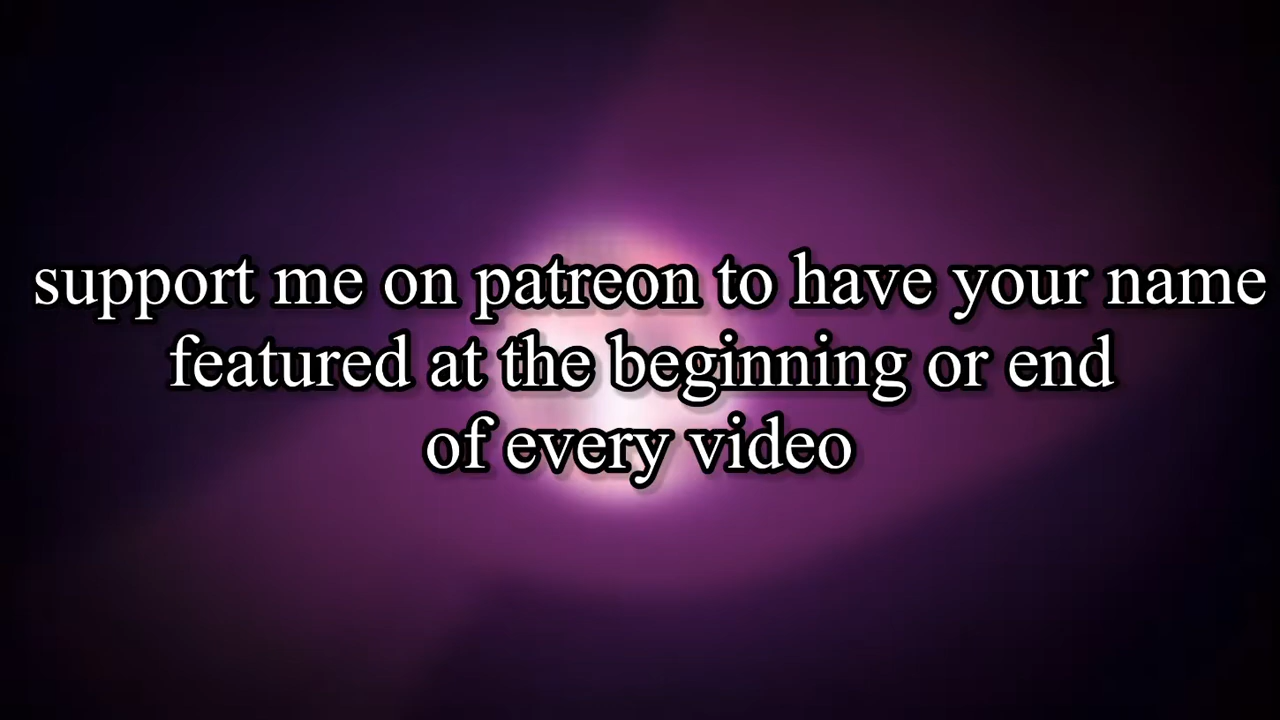 support me on patreon to have your name
featured at the beginning or end
of every video